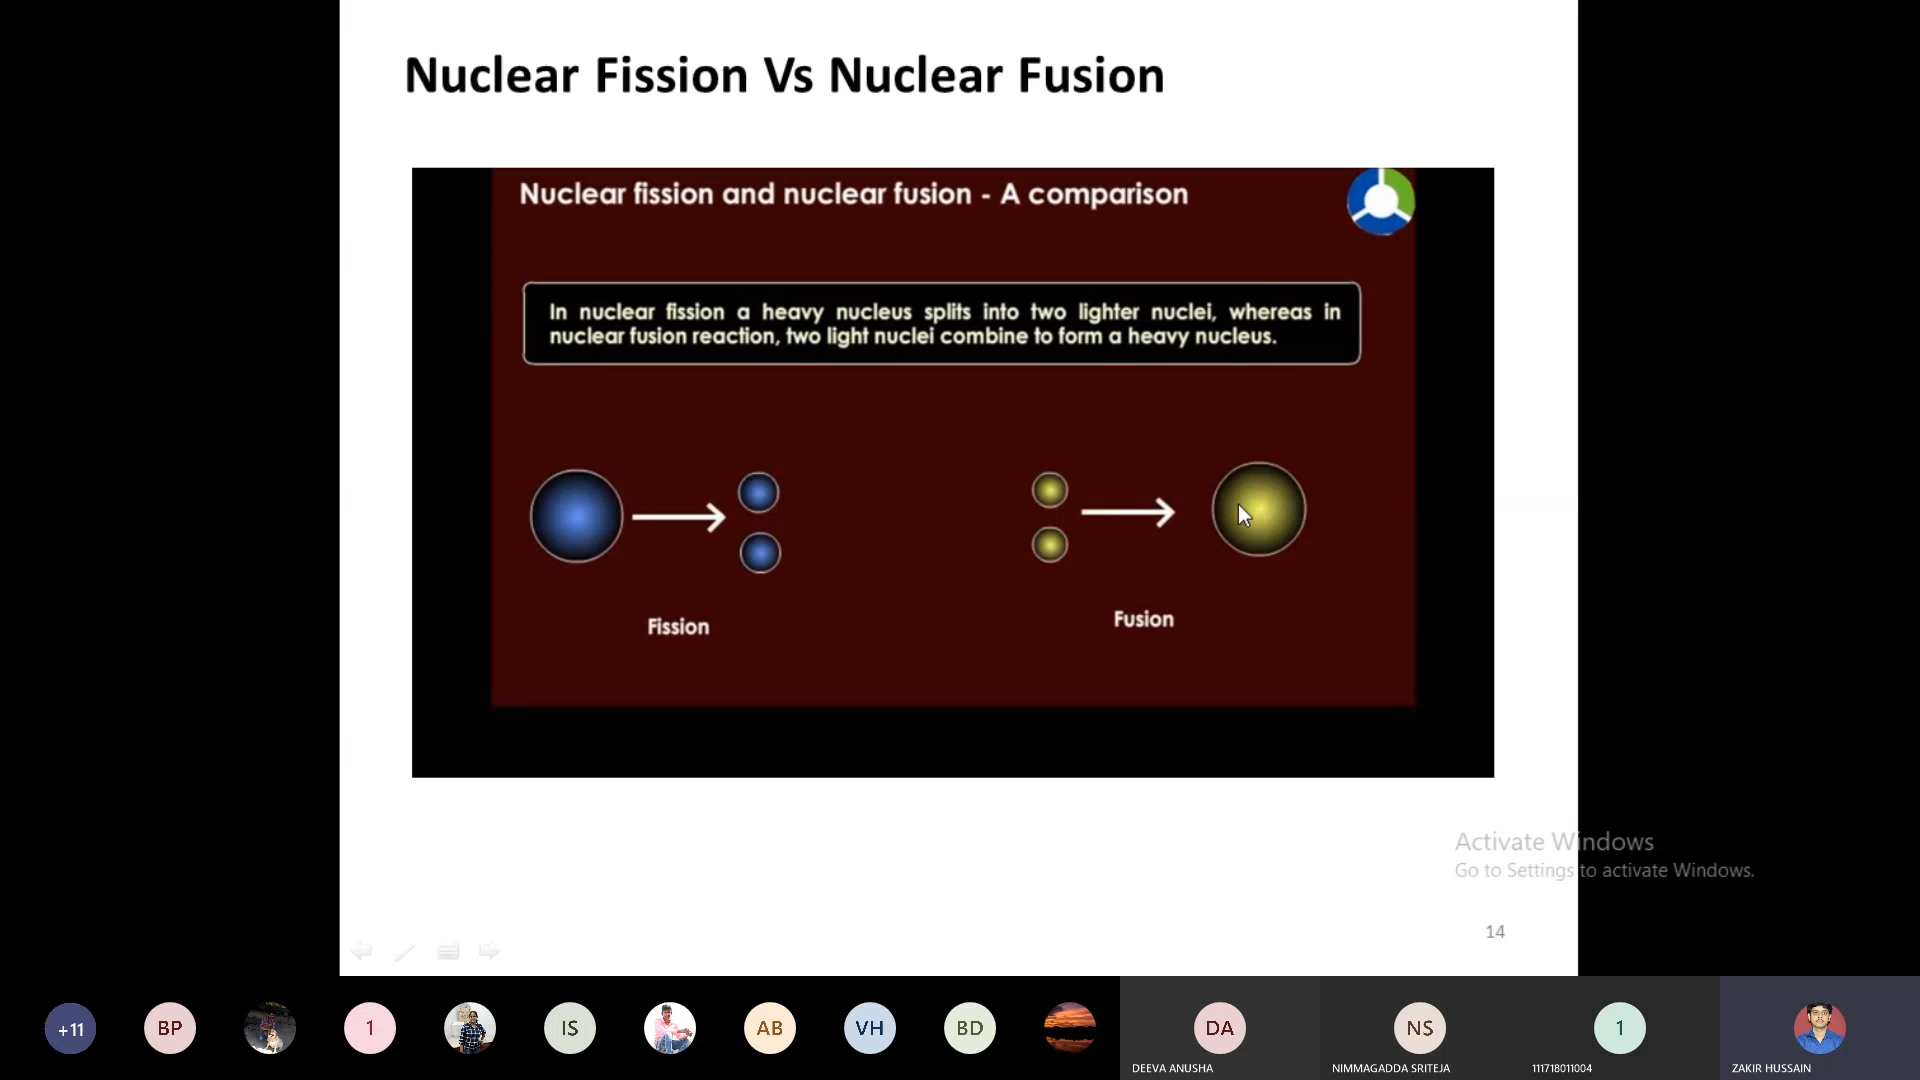 Nuclear Fission Vs Nuclear Fusion
Nuclear fission and nuclear fusion - A comparison
In nuclear fission a heavy nucleus splits into two lighter nuclei, whereas in
nuclear fusion reaction, two light nuclei combine to form a heavy nucleus.
Fission
Fusion
Activate Windows
Go to Settings to activate Windows.
14
+11
BP
1
IS
AB
VH
BD
DA
NS
1
DEEVA ANUSHA
NIMMAGADDA SRITEJA
111718011004
ZAKIR HUSSAIN